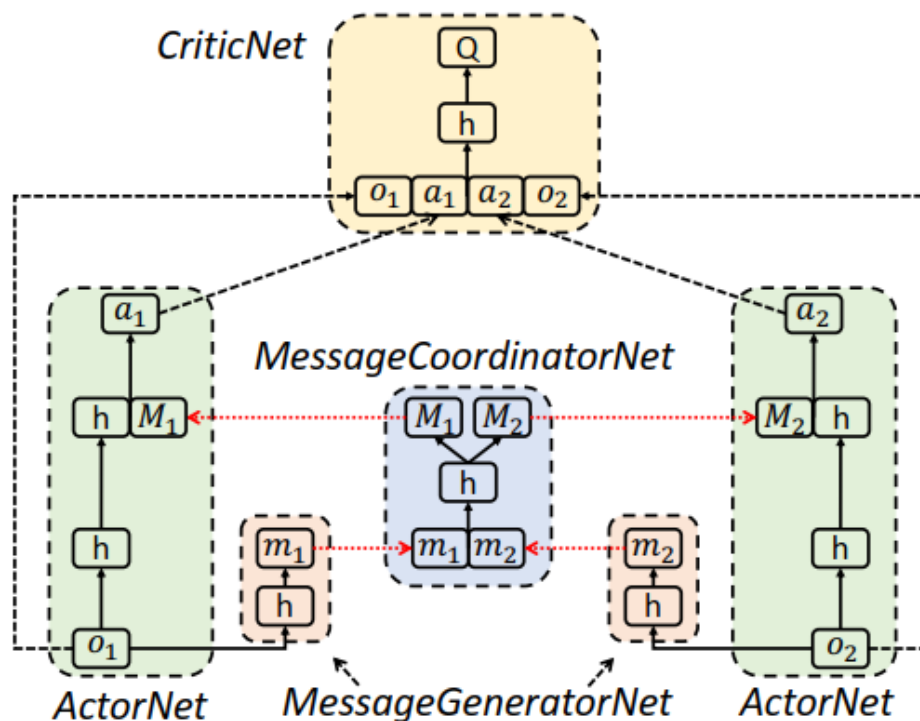 CriticNet
Q
h
o₁ a₁ a₂ o₂
a₁
a₂
MessageCoordinatorNet
h M₁
M₁ M₂
M₂ h
h
h
m₁
m₁ m₂
m₂
h
h
h
o₁
o₂
ActorNet
MessageGeneratorNet
ActorNet